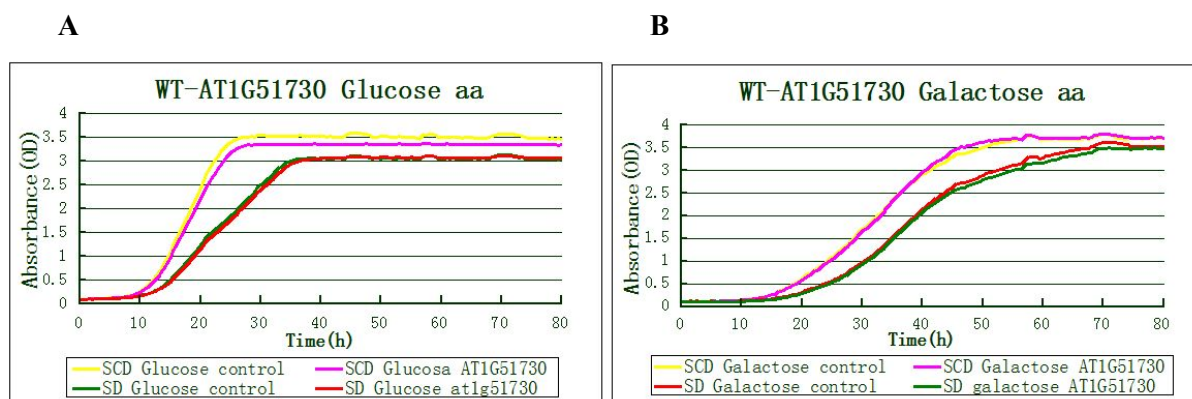 A
B
WT-AT1G51730 Glucose aa
Absorbance(OD)
4
3.5
3
2.5
2
1.5
1
0.5
0
0 10 20 30 40 50 60 70 80
Time(h)
SCD Glucose control SCD Glucosa AT1G51730
SD Glucose control SD Glucose at1g51730
WT-AT1G51730 Galactose aa
Absorbance(OD)
4
3.5
3
2.5
2
1.5
1
0.5
0
0 10 20 30 40 50 60 70 80
Time(h)
SCD Galactose control SCD Galactose AT1G51730
SD Galactose control SD galactose AT1G51730